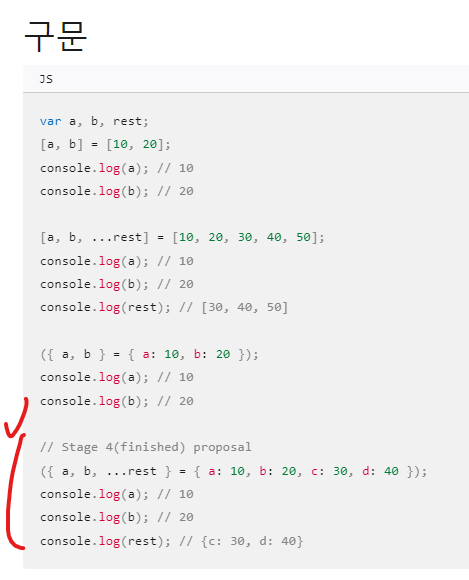 구문
JS
var a, b, rest;
[a, b] = [10, 20];
console.log(a); // 10
console.log(b); // 20
[a, b, ...rest] = [10, 20, 30, 40, 50];
console.log(a); // 10
console.log(b); // 20
console.log(rest); // [30, 40, 50]
({ a, b } = { a: 10, b: 20 });
console.log(a); // 10
console.log(b); // 20
// Stage 4(finished) proposal
({ a, b, ...rest } = { a: 10, b: 20, c: 30, d: 40 });
console.log(a); // 10
console.log(b); // 20
console.log(rest); // {c: 30, d: 40}